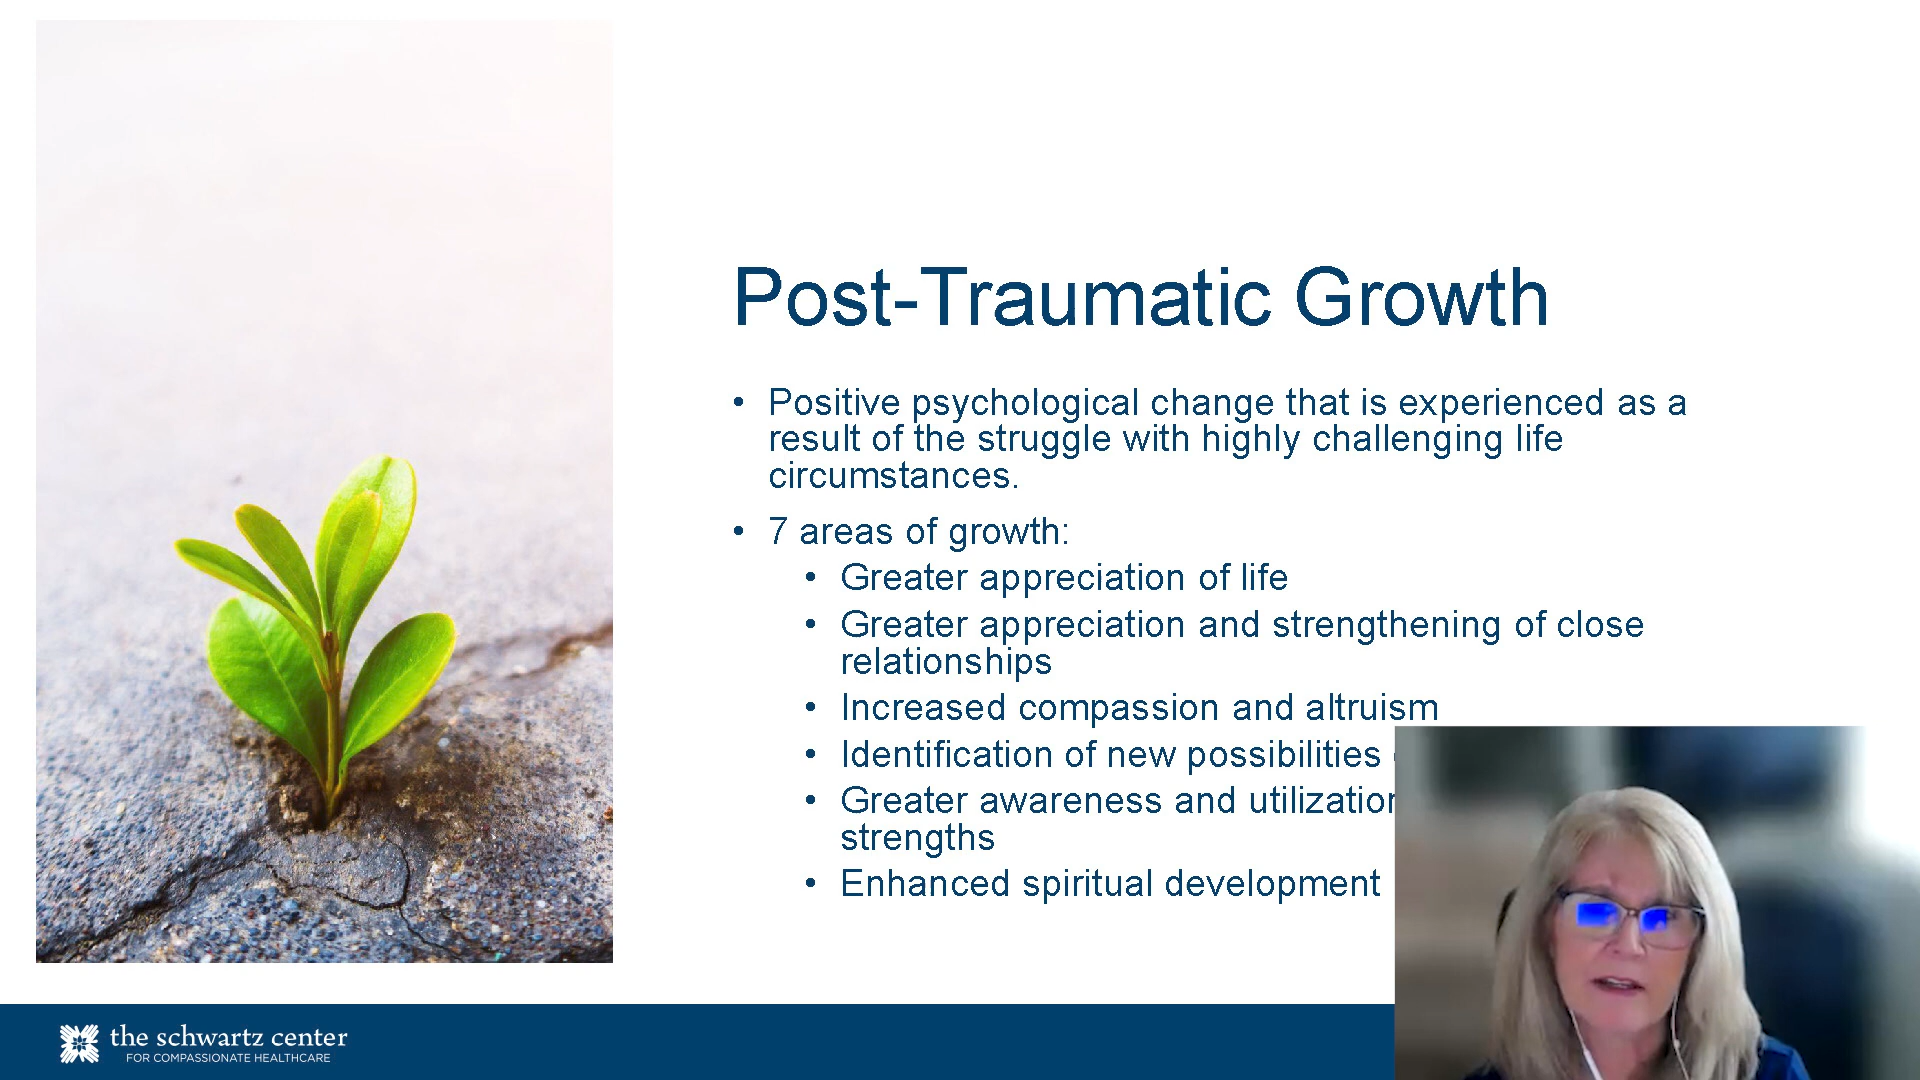 Post-Traumatic Growth
• Positive psychological change that is experienced as a
result of the struggle with highly challenging life
circumstances.
• 7 areas of growth:
• Greater appreciation of life
• Greater appreciation and strengthening of close
relationships
• Increased compassion and altruism
• Identification of new possibilities
• Greater awareness and
strengths
• Enhanced spiritual development
the schwartz center
FOR COMPASSIONATE HEALTHCARE